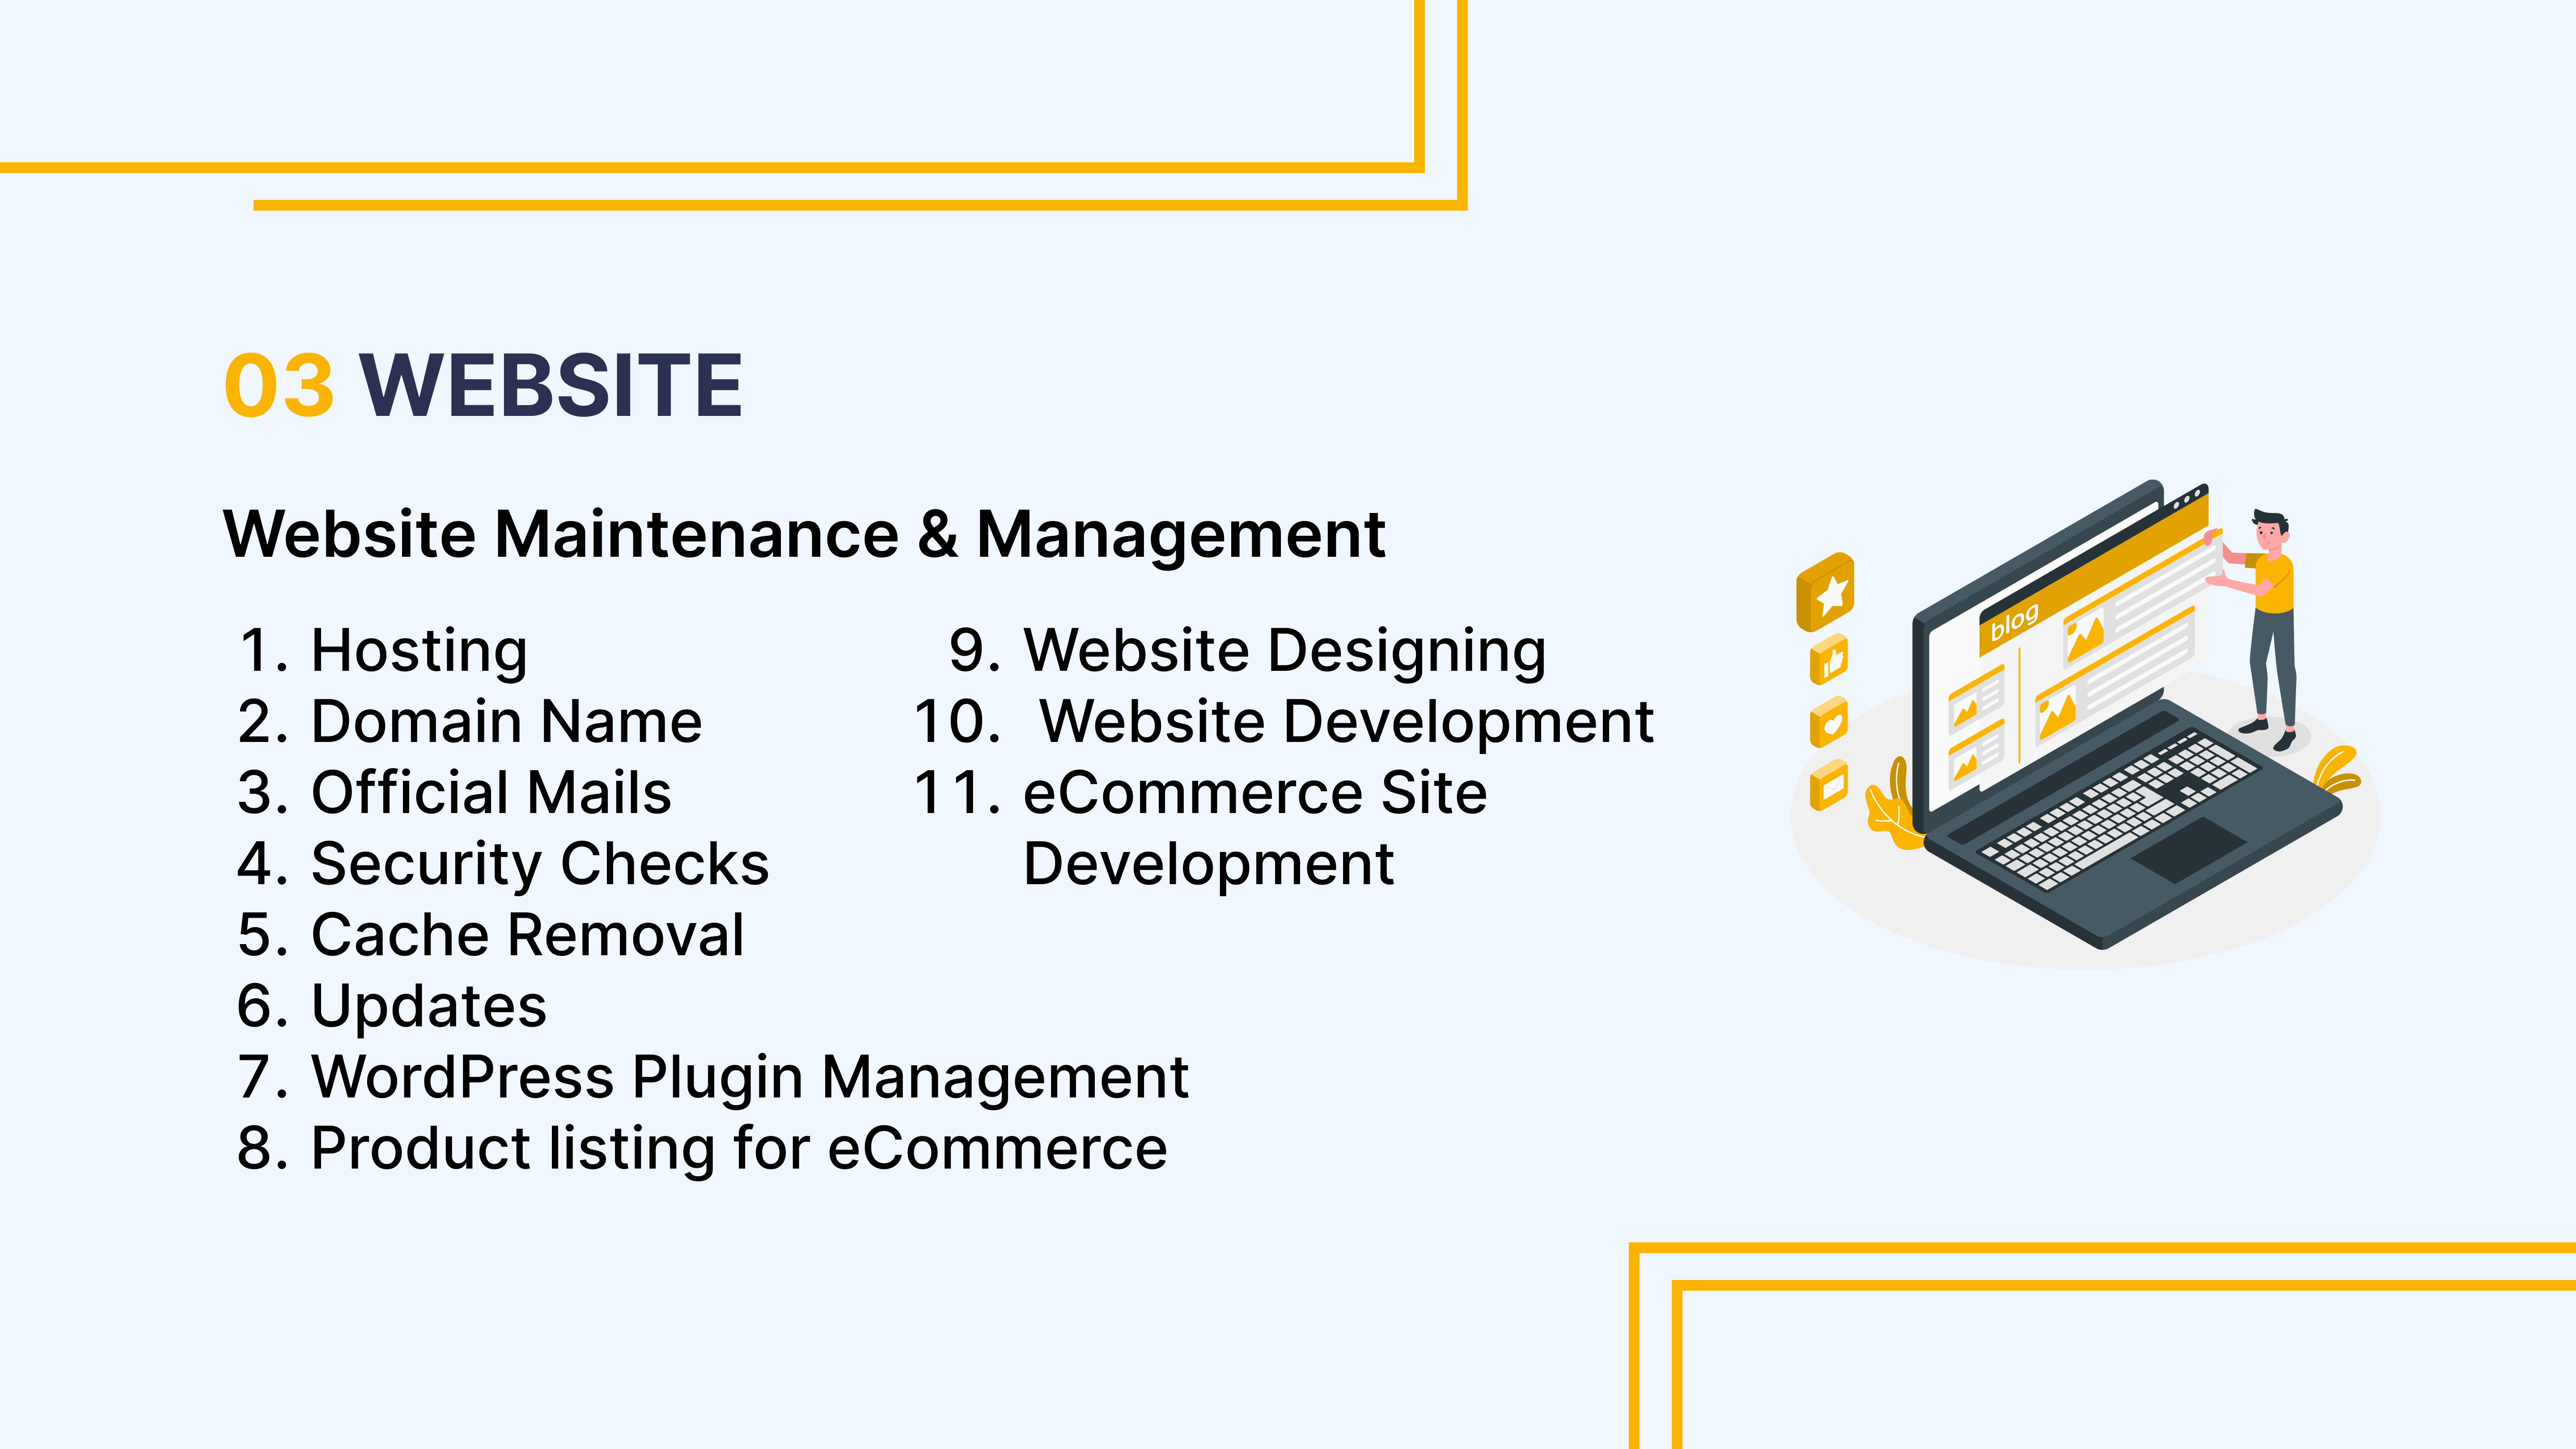 03 WEBSITE
Website Maintenance & Management
1. Hosting
2. Domain Name
3. Official Mails
4. Security Checks
5. Cache Removal
6. Updates
7. WordPress Plugin Management
8. Product listing for eCommerce
9. Website Designing
10. Website Development
11. eCommerce Site
Development
blog